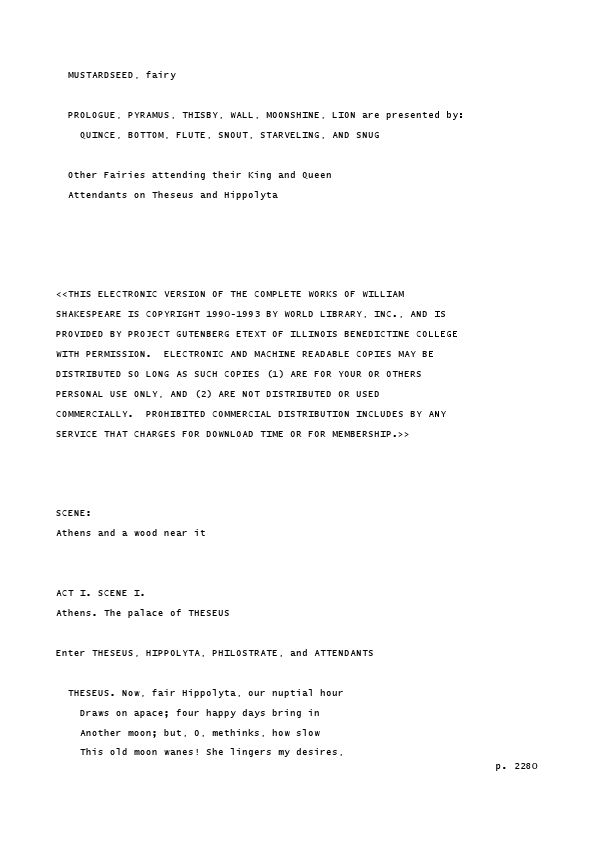 MUSTARDSEED, fairy
PROLOGUE, PYRAMUS, THISBY, WALL, MOONSHINE, LION are presented by:
QUINCE, BOTTOM, FLUTE, SNOUT, STARVELING, AND SNUG
Other Fairies attending their King and Queen
Attendants on Theseus and Hippolyta
<<THIS ELECTRONIC VERSION OF THE COMPLETE WORKS OF WILLIAM
SHAKESPEARE IS COPYRIGHT 1990-1993 BY WORLD LIBRARY, INC., AND IS
PROVIDED BY PROJECT GUTENBERG ETEXT OF ILLINOIS BENEDICTINE COLLEGE
WITH PERMISSION.  ELECTRONIC AND MACHINE READABLE COPIES MAY BE
DISTRIBUTED SO LONG AS SUCH COPIES (1) ARE FOR YOUR OR OTHERS
PERSONAL USE ONLY, AND (2) ARE NOT DISTRIBUTED OR USED
COMMERCIALLY.  PROHIBITED COMMERCIAL DISTRIBUTION INCLUDES BY ANY
SERVICE THAT CHARGES FOR DOWNLOAD TIME OR FOR MEMBERSHIP.>>
SCENE:
Athens and a wood near it
ACT I. SCENE I.
Athens. The palace of THESEUS
Enter THESEUS, HIPPOLYTA, PHILOSTRATE, and ATTENDANTS
THESEUS. Now, fair Hippolyta, our nuptial hour
Draws on apace; four happy days bring in
Another moon; but, O, methinks, how slow
This old moon wanes! She lingers my desires,
p. 2280